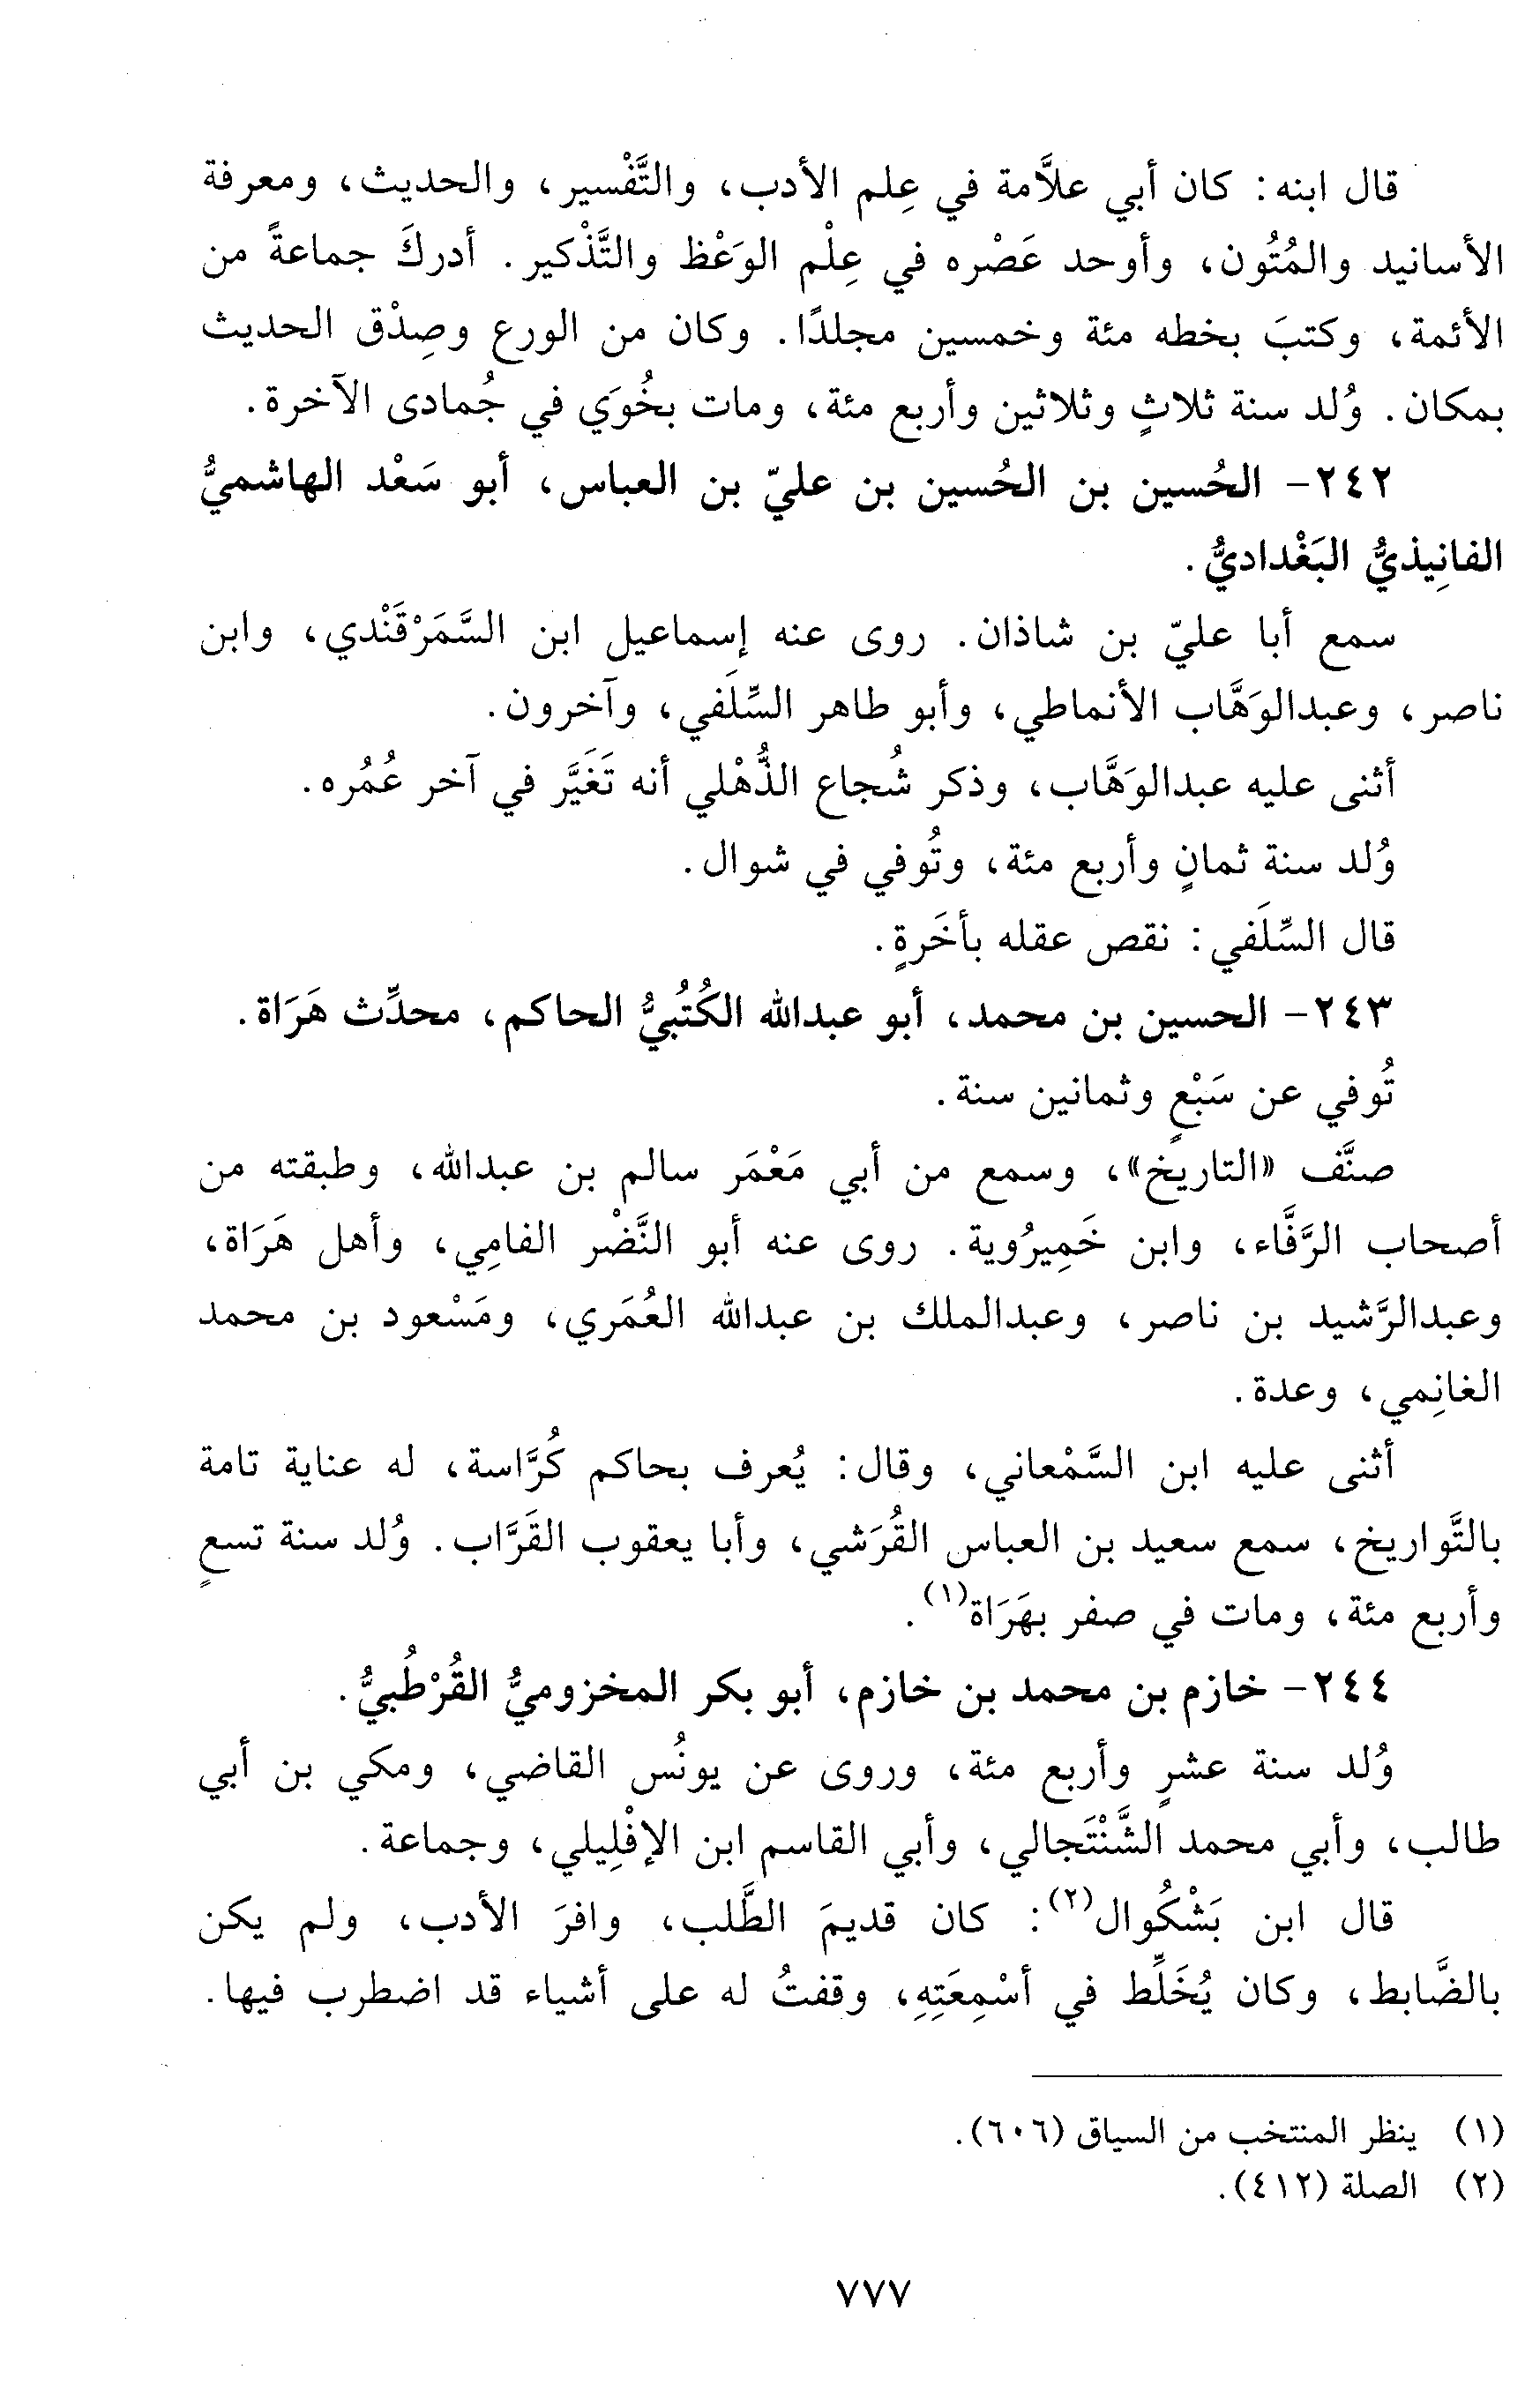 قال ابنه: كان أبي علاَّمة في عِلم الأدب، والتَّفْسير، والحديث، ومعرفة
الأسانيد والمُتُون، وأوحد عَصْره في عِلْم الوَعْظ والتَّذْكير. أدركَ جماعةً من
الأئمة، وكتبَ بخطه مئة وخمسين مجلدًا. وكان من الورع وصِدْق الحديث
بمكان. وُلد سنة ثلاثٍ وثلاثين وأربع مئة، ومات بخُوَي في جُمادى الآخرة.
٢٤٢- الحُسين بن الحُسين بن عليّ بن العباس، أبو سَعْد الهاشميُّ
الفانِيذيُّ البَغْداديُّ.
سمع أبا عليّ بن شاذان. روى عنه إسماعيل ابن السَّمَرْقَنْدي، وابن
ناصر، وعبدالوَهَّاب الأنماطي، وأبو طاهر السِّلَفي، وآخرون.
أثنى عليه عبدالوَهَّاب، وذكر شُجاع الذُّهْلي أنه تَغَيَّر في آخر عُمُره.
وُلد سنة ثمانٍ وأربع مئة، وتُوفي في شوال.
قال السِّلَفي: نقص عقله بأخَرةٍ.
٢٤٣- الحسين بن محمد، أبو عبدالله الكُتُبيُّ الحاكم، محدِّث هَرَاة.
تُوفي عن سَبْعٍ وثمانين سنة.
صنَّف «التاريخ»، وسمع من أبي مَعْمَر سالم بن عبدالله، وطبقته من
أصحاب الرَّفَّاء، وابن خَمِيرُوية. روى عنه أبو النَّضْر الفامِي، وأهل هَرَاة،
وعبدالرَّشيد بن ناصر، وعبدالملك بن عبدالله العُمَري، ومَسْعود بن محمد
الغانِمي، وعدة.
أثنى عليه ابن السَّمْعاني، وقال: يُعرف بحاكم كُرَّاسة، له عناية تامة
بالتَّواريخ، سمع سعيد بن العباس القُرَشي، وأبا يعقوب القَرَّاب. وُلد سنة تسعٍ
وأربع مئة، ومات في صفر بهَرَاة(١).
٢٤٤- خازم بن محمد بن خازم، أبو بكر المخزوميُّ القُرْطُبيُّ.
وُلد سنة عشرٍ وأربع مئة، وروى عن يونُس القاضي، ومكي بن أبي
طالب، وأبي محمد الشَّنْتَجالي، وأبي القاسم ابن الإفْلِيلي، وجماعة.
قال ابن بَشْكُوال(٢): كان قديمَ الطَّلب، وافرَ الأدب، ولم يكن
بالضَّابط، وكان يُخَلِّط في أسْمِعَتِهِ، وقفتُ له على أشياء قد اضطرب فيها.
(١) ينظر المنتخب من السياق (٦٠٦).
(٢) الصلة (٤١٢).
٧٧٧